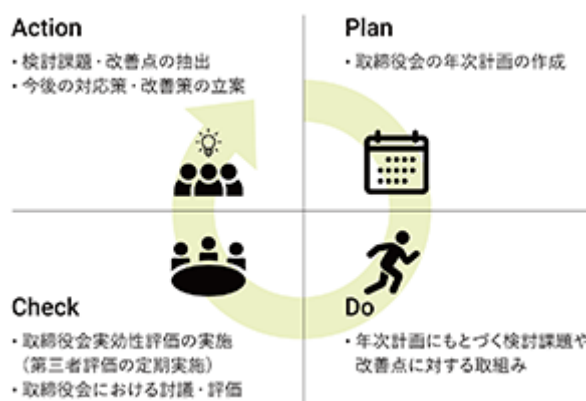 Action
・検討課題・改善点の抽出
・今後の対応策・改善策の立案
Plan
・取締役会の年次計画の作成
Check
・取締役会実効性評価の実施
（第三者評価の定期実施）
・取締役会における討議・評価
Do
・年次計画にもとづく検討課題や
改善点に対する取組み